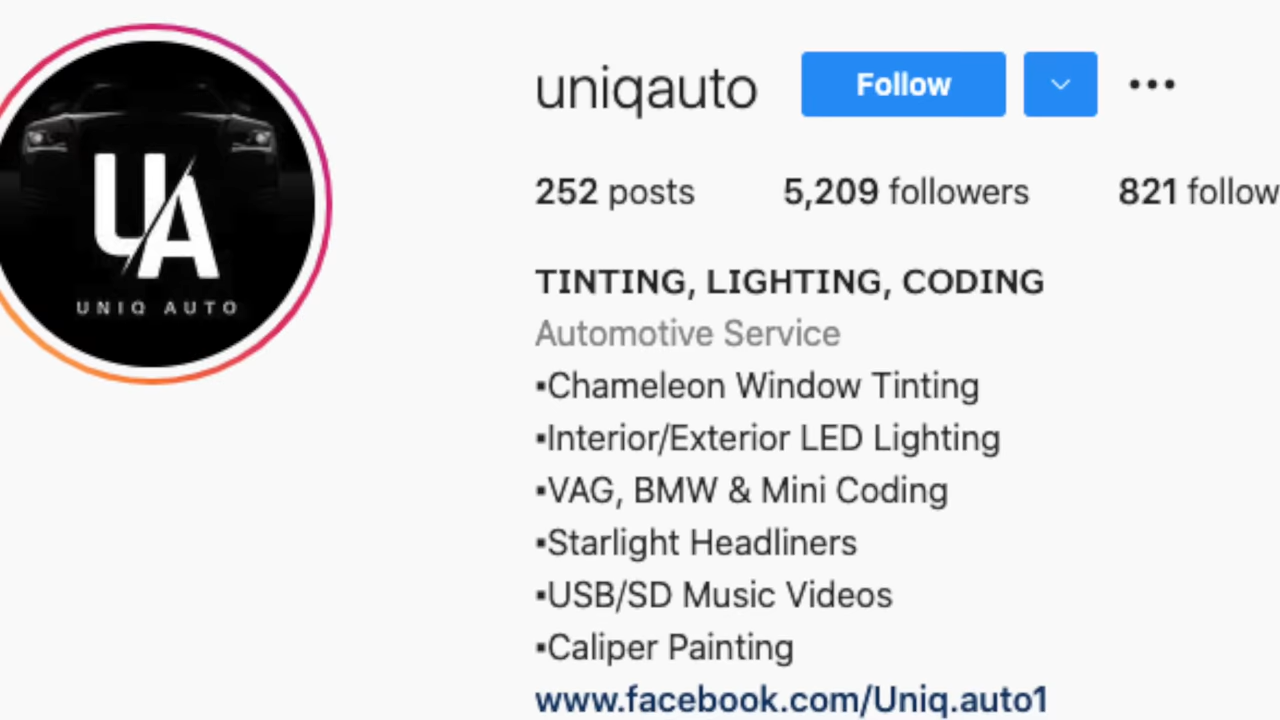 UA
UNIQ AUTO
uniqauto Follow
252 posts 5,209 followers 821 follow
TINTING, LIGHTING, CODING
Automotive Service
▪Chameleon Window Tinting
▪Interior/Exterior LED Lighting
▪VAG, BMW & Mini Coding
▪Starlight Headliners
▪USB/SD Music Videos
▪Caliper Painting
www.facebook.com/Uniq.auto1